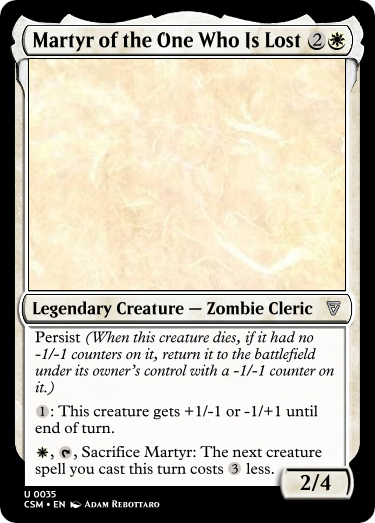 Martyr of the One Who Is Lost 2
Legendary Creature — Zombie Cleric
Persist (When this creature dies, if it had no
-1/-1 counters on it, return it to the battlefield
under its owner's control with a -1/-1 counter on
it.)
1: This creature gets +1/-1 or -1/+1 until
end of turn.
, , Sacrifice Martyr: The next creature
spell you cast this turn costs 3 less.
2/4
U 0035
CSM • EN Adam Rebottaro